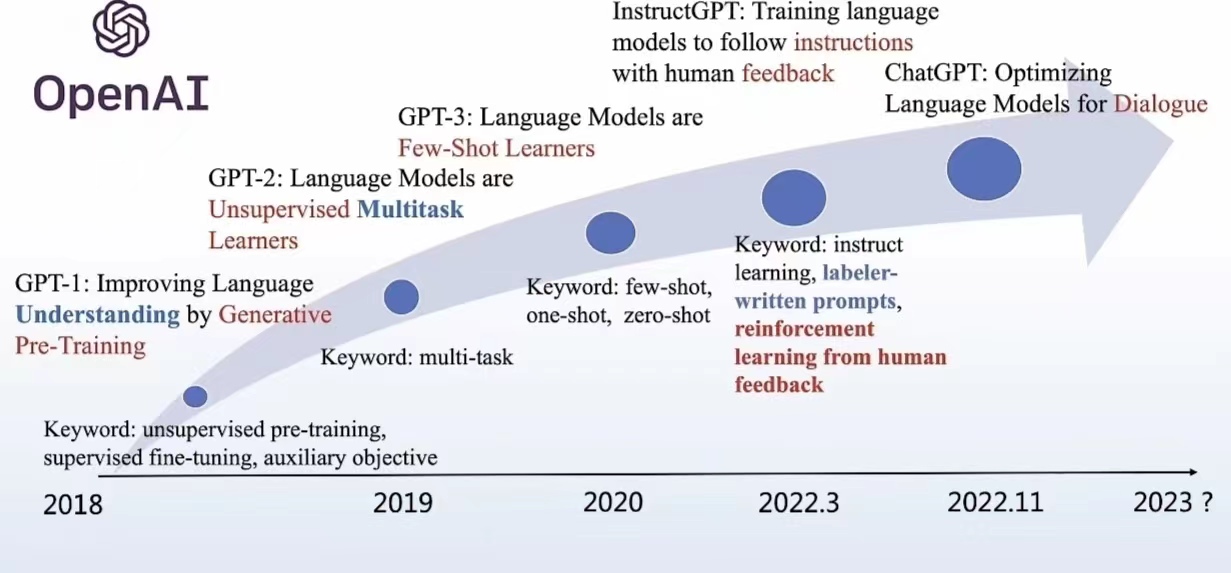 OpenAI
InstructGPT: Training language
models to follow instructions
with human feedback
ChatGPT: Optimizing
Language Models for Dialogue
GPT-3: Language Models are
Few-Shot Learners
GPT-2: Language Models are
Unsupervised Multitask
Learners
GPT-1: Improving Language
Understanding by Generative
Pre-Training
Keyword: unsupervised pre-training,
supervised fine-tuning, auxiliary objective
Keyword: multi-task
Keyword: few-shot,
one-shot, zero-shot
Keyword: instruct
learning, labeler-
written prompts,
reinforcement
learning from human
feedback
2018
2019
2020
2022.3
2022.11
2023 ?